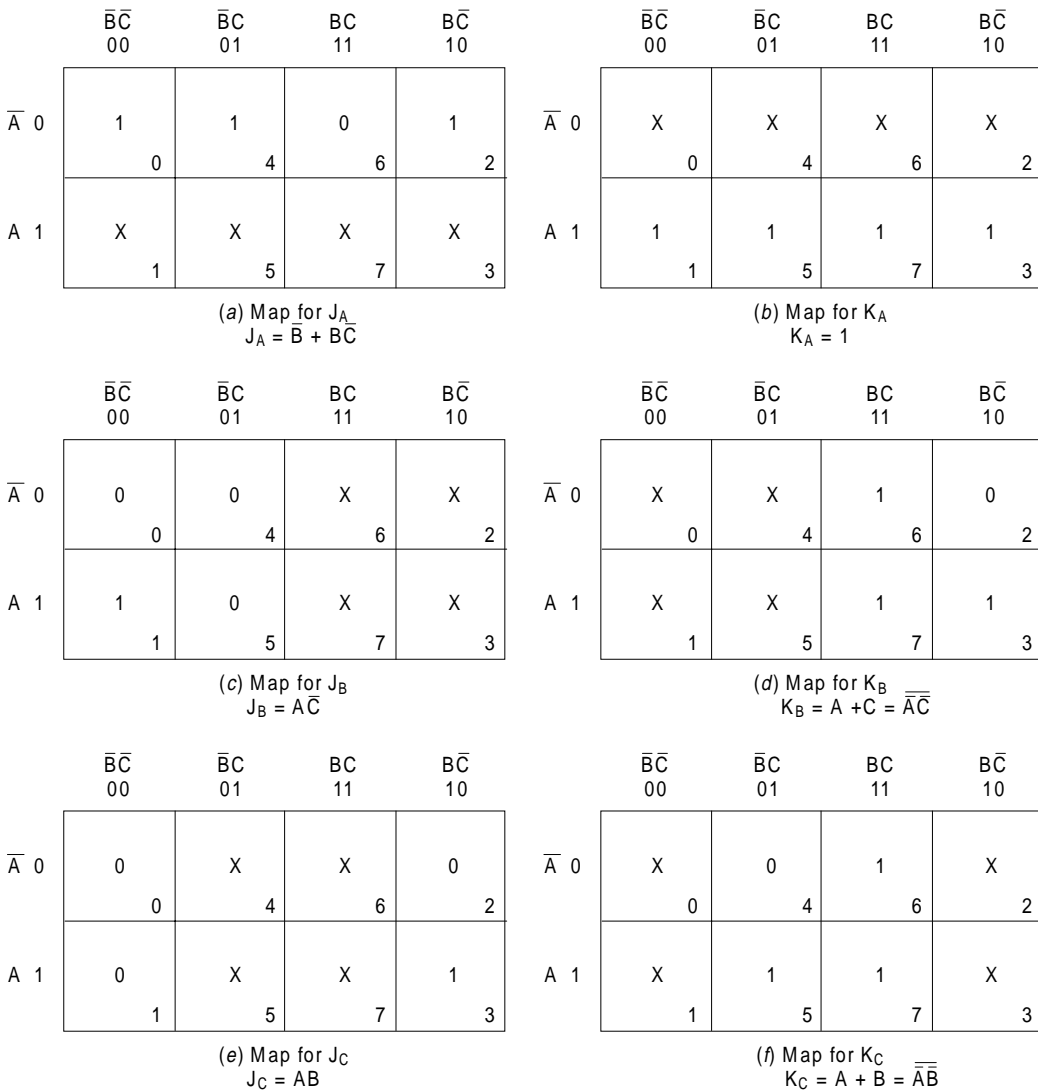 B̅C̅ B̅C BC BC̅ B̅C̅ B̅C BC BC̅
00 01 11 10 00 01 11 10
A̅ 0 1 1 0 1 A̅ 0 X X X X
0 4 6 2 0 4 6 2
A 1 X X X X A 1 1 1 1 1
1 5 7 3 1 5 7 3
(a) Map for J_A (b) Map for K_A
J_A = B̅ + BC̅ K_A = 1
B̅C̅ B̅C BC BC̅ B̅C̅ B̅C BC BC̅
00 01 11 10 00 01 11 10
A̅ 0 0 0 X X A̅ 0 X X 1 0
0 4 6 2 0 4 6 2
A 1 1 0 X X A 1 X X 1 1
1 5 7 3 1 5 7 3
(c) Map for J_B (d) Map for K_B
J_B = AC̅ K_B = A +C = \overline{A̅C̅}
B̅C̅ B̅C BC BC̅ B̅C̅ B̅C BC BC̅
00 01 11 10 00 01 11 10
A̅ 0 0 X X 0 A̅ 0 X 0 1 X
0 4 6 2 0 4 6 2
A 1 0 X X 1 A 1 X 1 1 X
1 5 7 3 1 5 7 3
(e) Map for J_C (f) Map for K_C
J_C = AB K_C = A + B = \overline{A̅B̅}